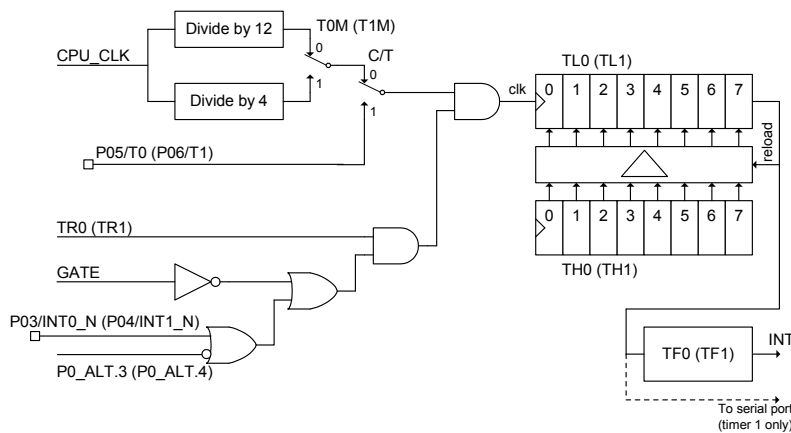 Divide by 12
T0M (T1M)
CPU_CLK
0
C/T
1
0
Divide by 4
1
TL0 (TL1)
clk
0 1 2 3 4 5 6 7
P05/T0 (P06/T1)
reload
0 1 2 3 4 5 6 7
TR0 (TR1)
TH0 (TH1)
GATE
P03/INT0_N (P04/INT1_N)
P0_ALT.3 (P0_ALT.4)
TF0 (TF1)
INT
To serial port
(timer 1 only)